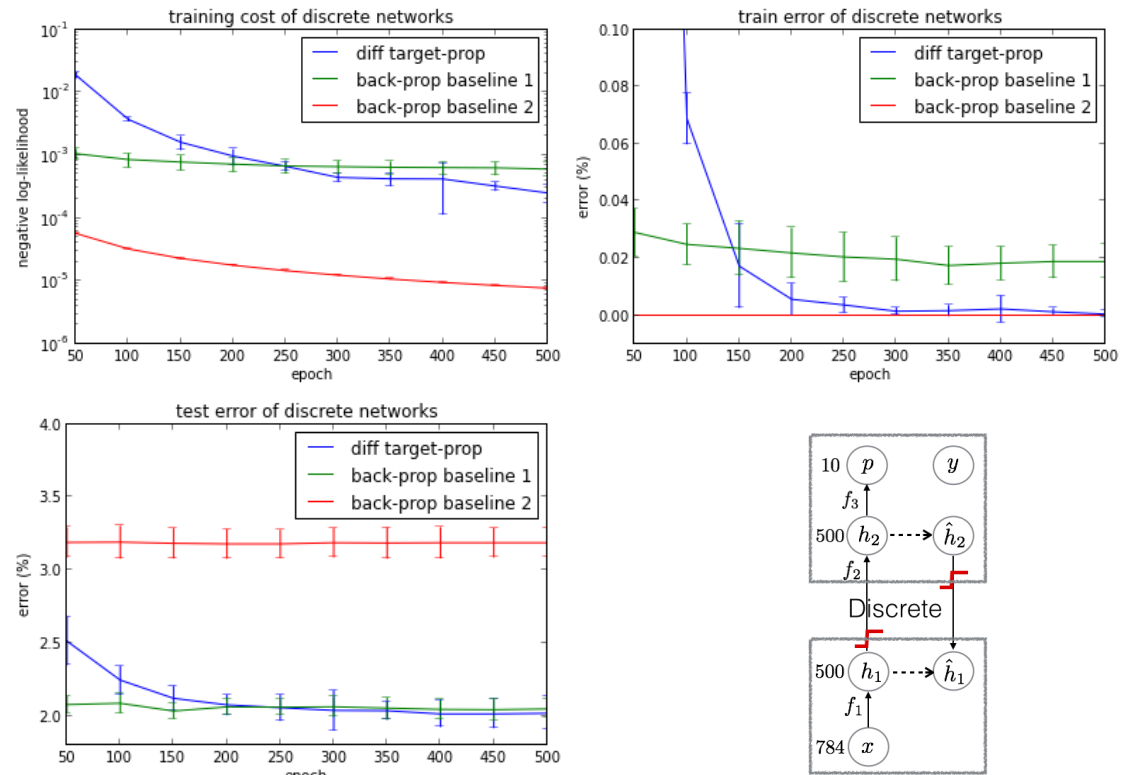 training cost of discrete networks
negative log-likelihood
10^-1
10^-2
10^-3
10^-4
10^-5
10^-6
diff target-prop
back-prop baseline 1
back-prop baseline 2
50 100 150 200 250 300 350 400 450 500
epoch
train error of discrete networks
error (%)
0.10
0.08
0.06
0.04
0.02
0.00
diff target-prop
back-prop baseline 1
back-prop baseline 2
50 100 150 200 250 300 350 400 450 500
epoch
test error of discrete networks
error (%)
4.0
3.5
3.0
2.5
2.0
diff target-prop
back-prop baseline 1
back-prop baseline 2
50 100 150 200 250 300 350 400 450 500
epoch
10 p y
f₃
500 h₂ ĥ₂
f₂
Discrete
500 h₁ ĥ₁
f₁
784 x